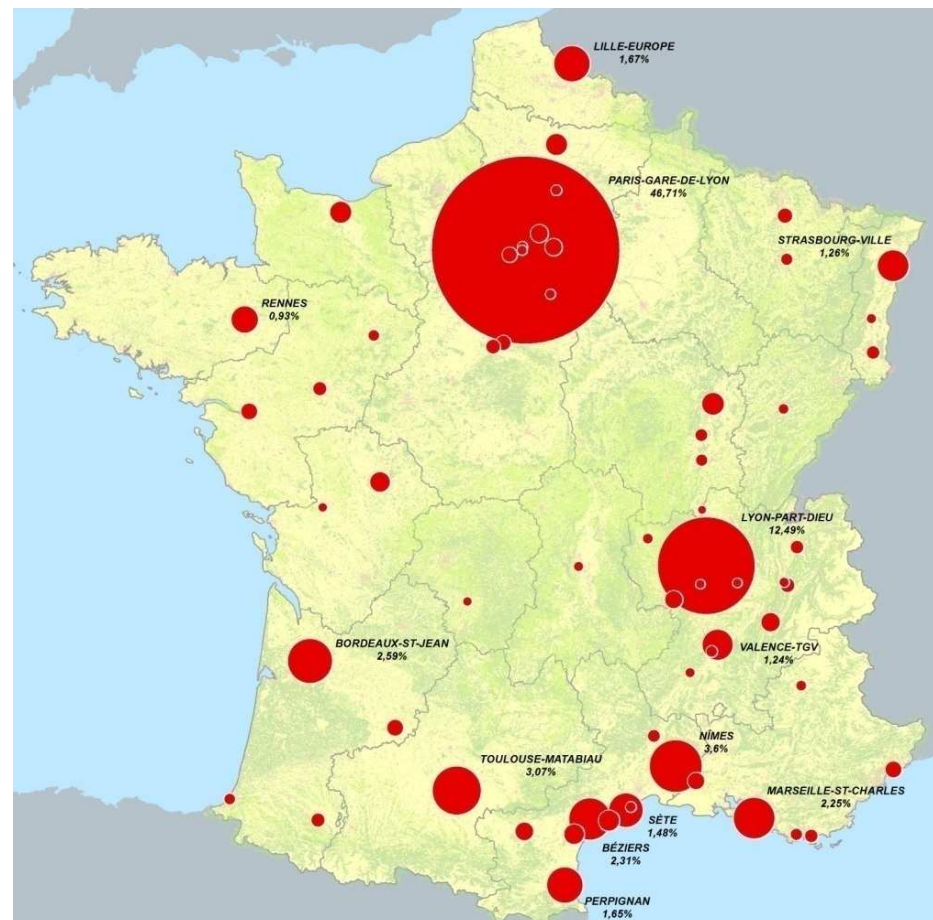 LILLE-EUROPE
1,67%
PARIS-GARE-DE-LYON
46,71%
STRASBOURG-VILLE
1,26%
RENNES
0,93%
LYON-PART-DIEU
12,49%
BORDEAUX-ST-JEAN
2,59%
VALENCE-TGV
1,24%
NÎMES
3,6%
TOULOUSE-MATABIAU
3,07%
MARSEILLE-ST-CHARLES
2,25%
SÈTE
1,48%
BÉZIERS
2,31%
PERPIGNAN
1,65%